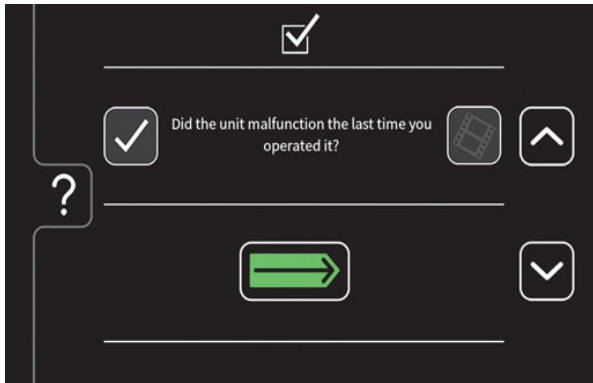 Did the unit malfunction the last time you
operated it?
?